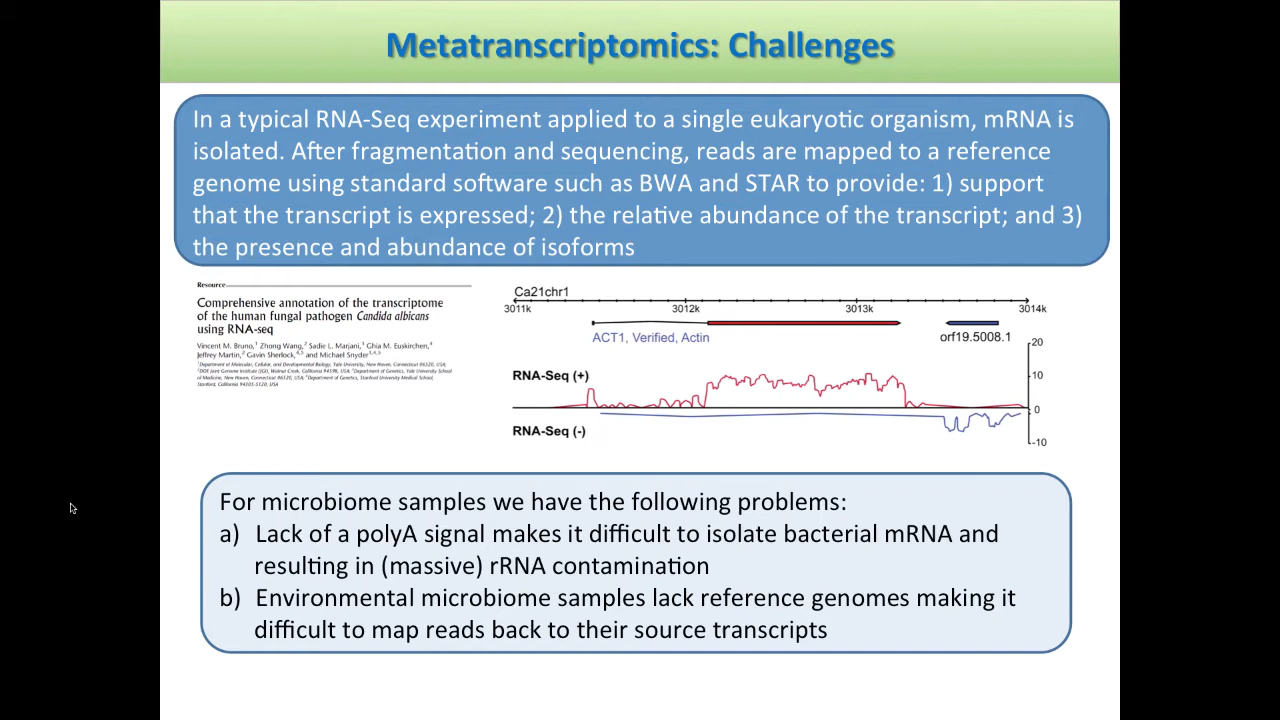 Metatranscriptomics: Challenges
In a typical RNA-Seq experiment applied to a single eukaryotic organism, mRNA is
isolated. After fragmentation and sequencing, reads are mapped to a reference
genome using standard software such as BWA and STAR to provide: 1) support
that the transcript is expressed; 2) the relative abundance of the transcript; and 3)
the presence and abundance of isoforms
Resource
Comprehensive annotation of the transcriptome
of the human fungal pathogen Candida albicans
using RNA-seq
Vincent M. Bruno,¹ Zhong Wang,² Sadie L. Marjani,¹ Ghia M. Euskirchen,⁴
Jeffrey Martin,² Gavin Sherlock,⁴,⁵ and Michael Snyder¹,⁴,⁵
¹Department of Molecular, Cellular, and Developmental Biology, Yale University, New Haven, Connecticut 06520, USA;
²DOE Joint Genome Institute (JGI), Walnut Creek, California 94598, USA; ³Department of Genetics, Yale University School
of Medicine, New Haven, Connecticut 06520, USA; ⁴Department of Genetics, Stanford University Medical School,
Stanford, California 94305-5120, USA
Ca21chr1
3011k 3012k 3013k 3014k
ACT1, Verified, Actin
orf19.5008.1
20
RNA-Seq (+)
10
0
RNA-Seq (-)
-10
For microbiome samples we have the following problems:
a) Lack of a polyA signal makes it difficult to isolate bacterial mRNA and
resulting in (massive) rRNA contamination
b) Environmental microbiome samples lack reference genomes making it
difficult to map reads back to their source transcripts